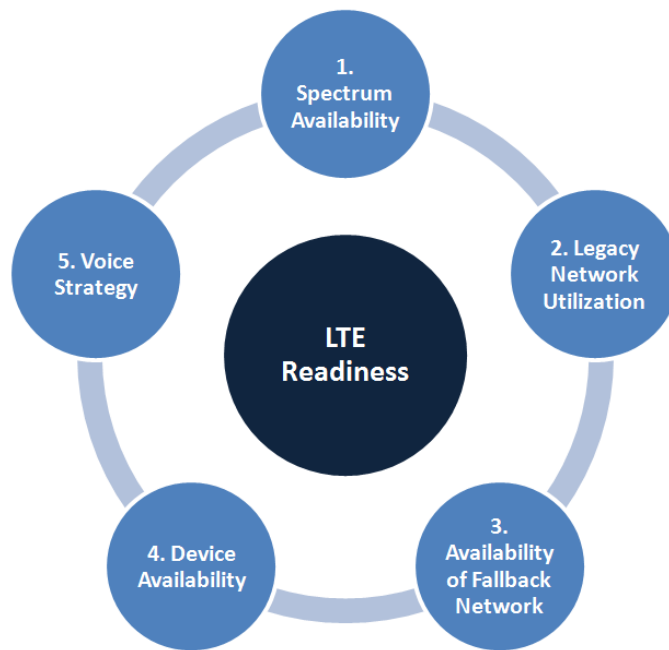 1.
Spectrum
Availability
2. Legacy
Network
Utilization
3.
Availability
of Fallback
Network
4. Device
Availability
5. Voice
Strategy
LTE
Readiness